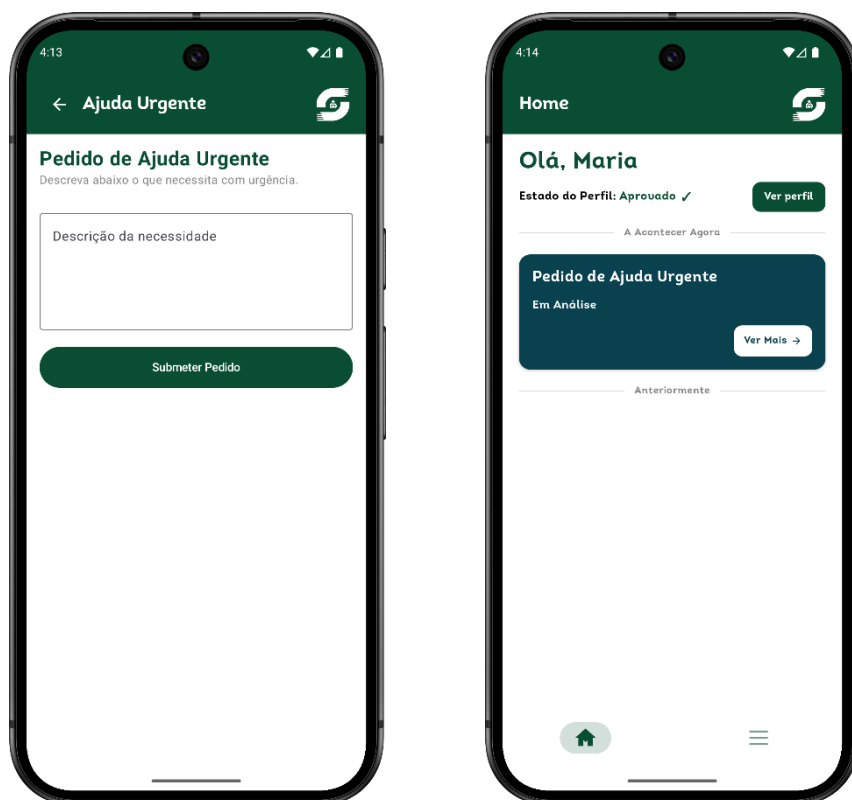 4:13
← Ajuda Urgente
Pedido de Ajuda Urgente
Descreva abaixo o que necessita com urgência.
Descrição da necessidade
Submeter Pedido
4:14
Home
Olá, Maria
Estado do Perfil: Aprovado ✓
Ver perfil
A Acontecer Agora
Pedido de Ajuda Urgente
Em Análise
Ver Mais →
Anteriormente